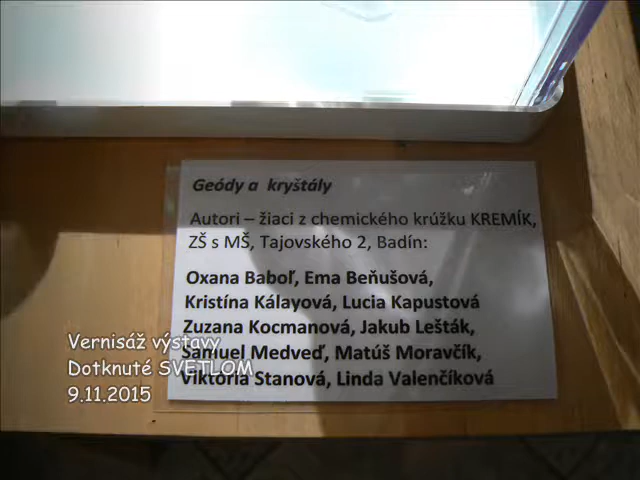 Geódy a kryštály
Autori – žiaci z chemického krúžku KREMÍK,
ZŠ s MŠ, Tajovského 2, Badín:
Oxana Baboľ, Ema Beňušová,
Kristína Kálayová, Lucia Kapustová
Zuzana Kocmanová, Jakub Lešták,
Samuel Medveď, Matúš Moravčík,
Viktória Stanová, Linda Valenčíková
Vernisáž výstavy
Dotknuté SVETLOM
9.11.2015